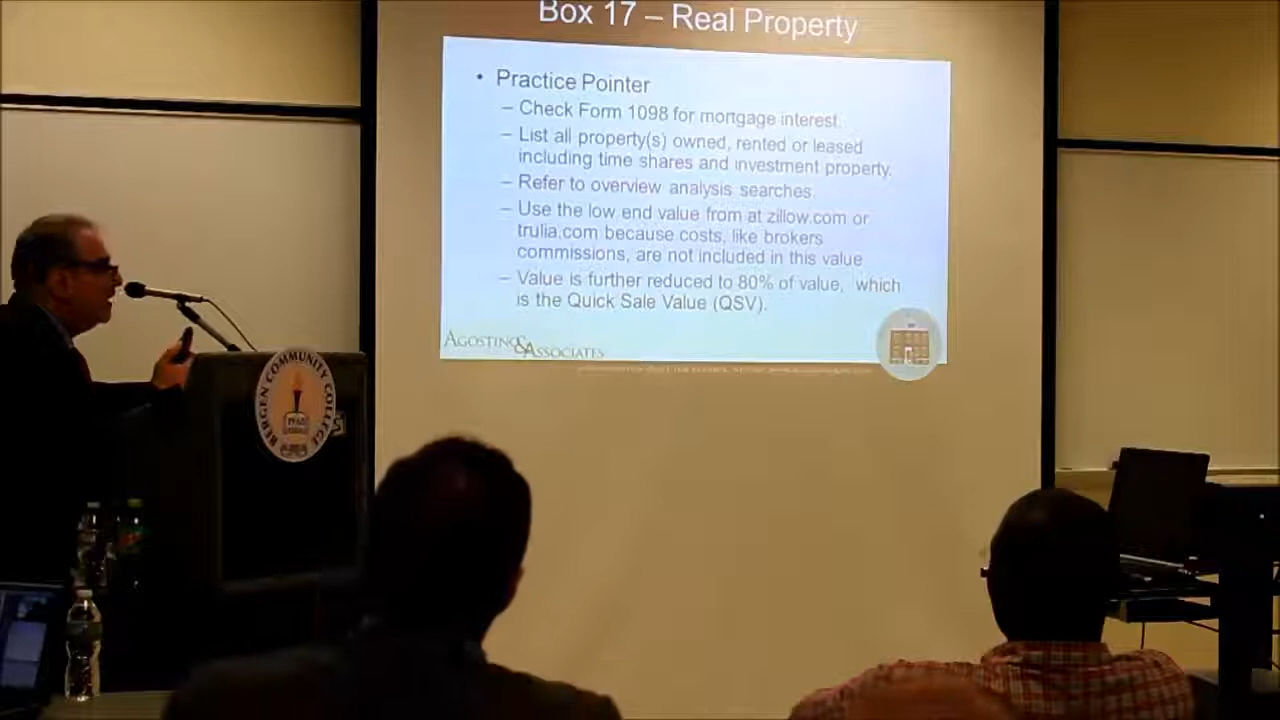 Box 17 – Real Property
• Practice Pointer
– Check Form 1098 for mortgage interest.
– List all property(s) owned, rented or leased
including time shares and investment property.
– Refer to overview analysis searches.
– Use the low end value from at zillow.com or
trulia.com because costs, like brokers
commissions, are not included in this value
– Value is further reduced to 80% of value, which
is the Quick Sale Value (QSV).
AGOSTINO & ASSOCIATES
BERGEN COMMUNITY COLLEGE